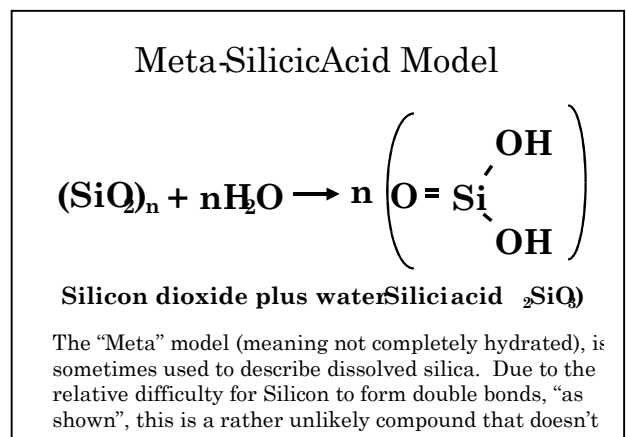 Meta-SilicicAcid Model
(SiO2)n + nH2O → n ( O = Si OH OH )
Silicon dioxide plus waterSiliciacid 2SiO3)
The “Meta” model (meaning not completely hydrated), is
sometimes used to describe dissolved silica. Due to the
relative difficulty for Silicon to form double bonds, “as
shown”, this is a rather unlikely compound that doesn’t